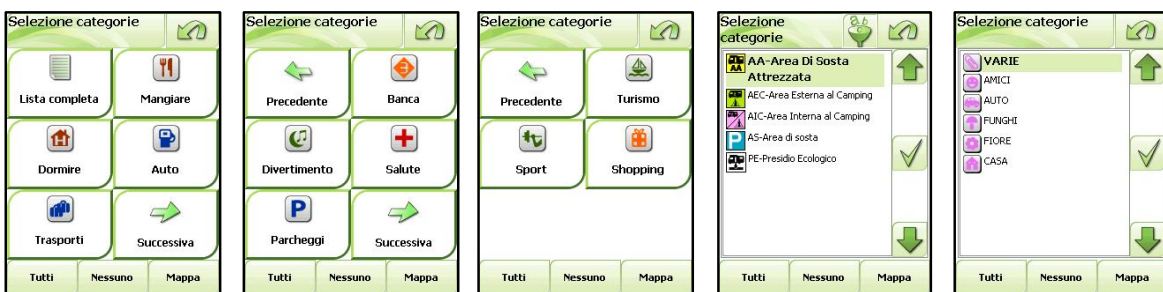 Selezione categorie
Lista completa
Mangiare
Dormire
Auto
Trasporti
Successiva
Tutti
Nessuno
Mappa
Selezione categorie
Precedente
Banca
Divertimento
Salute
P
Parcheggi
Successiva
Tutti
Nessuno
Mappa
Selezione categorie
Precedente
Turismo
Sport
Shopping
Tutti
Nessuno
Mappa
Selezione
categorie
AA
AA-Area Di Sosta
Attrezzata
AEC-Area Esterna al Camping
AIC-Area Interna al Camping
P
AS-Area di sosta
PE-Presidio Ecologico
Tutti
Nessuno
Mappa
Selezione categorie
VARIE
AMICI
AUTO
FUNGHI
FIORE
CASA
Tutti
Nessuno
Mappa